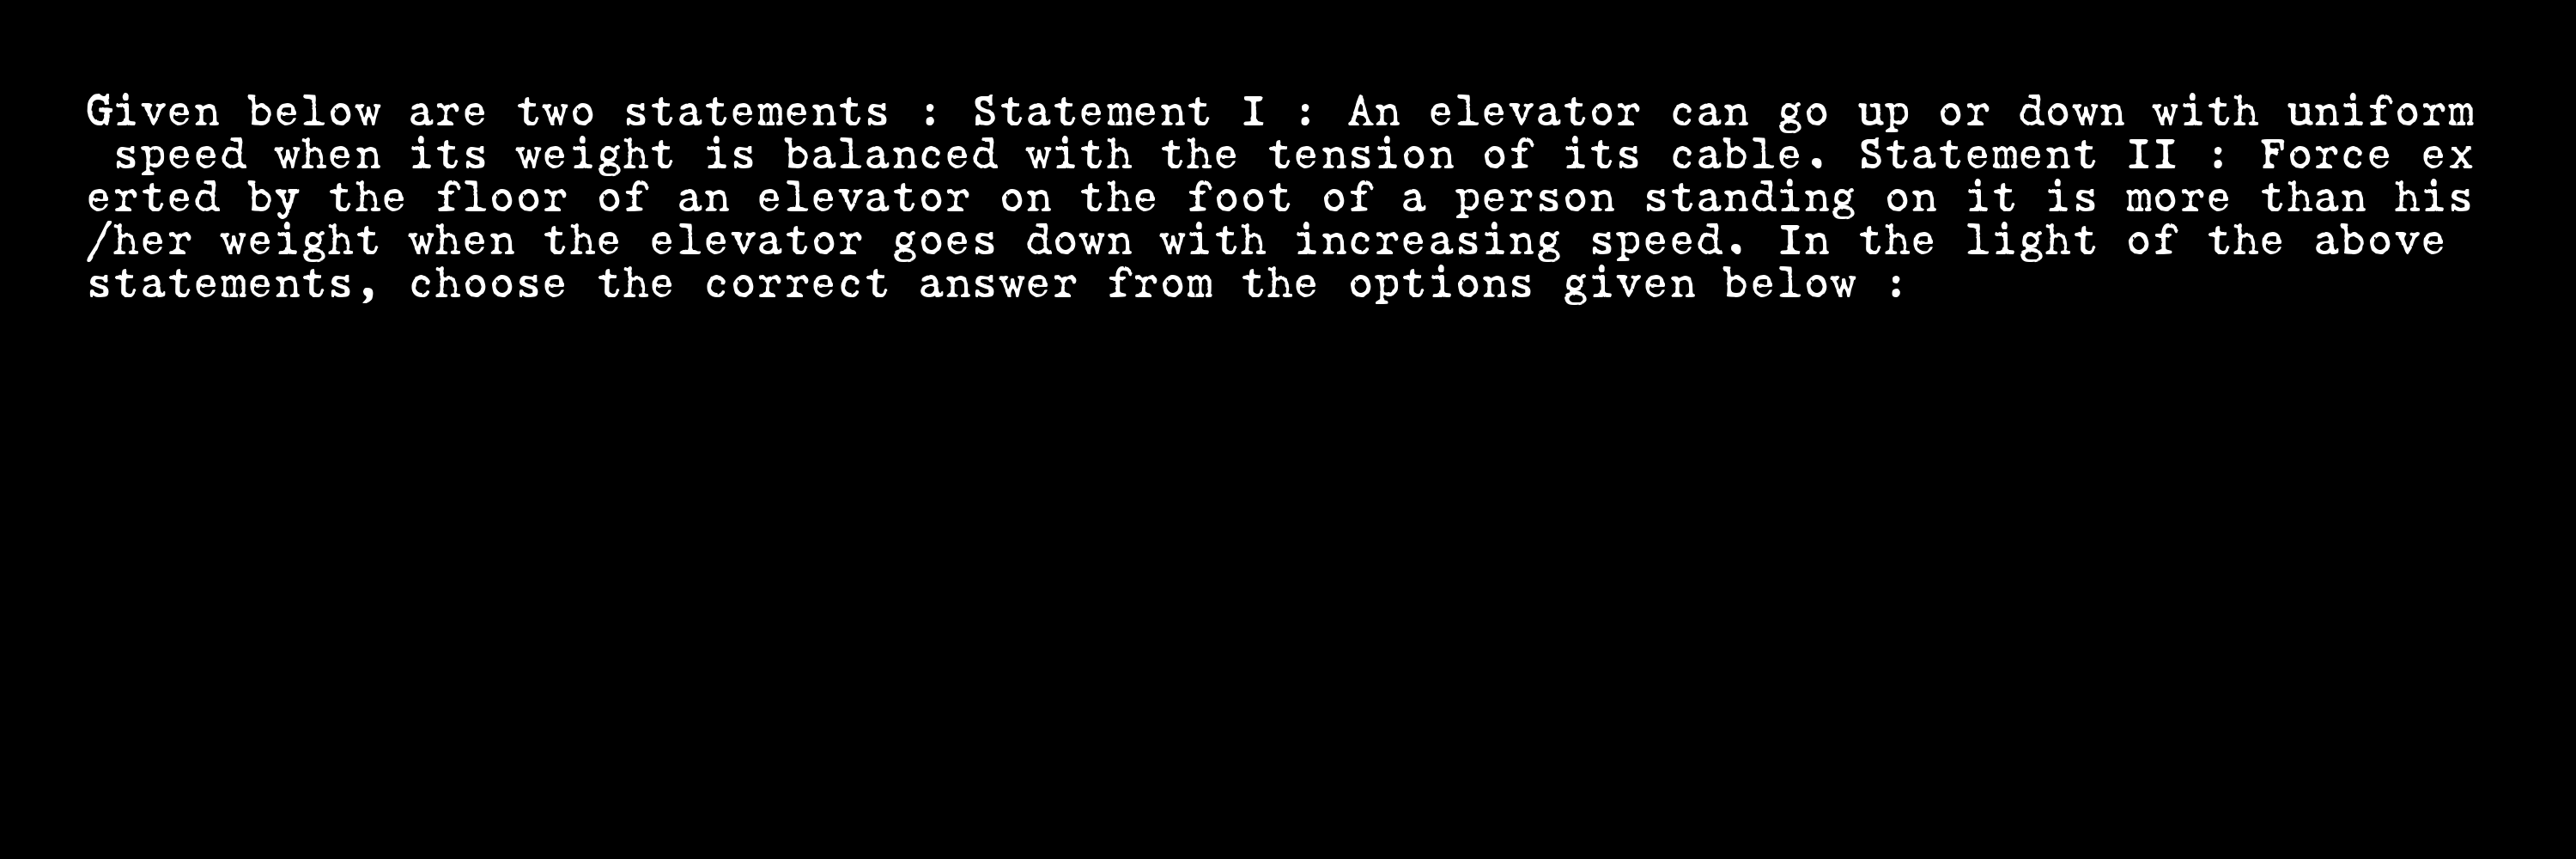 Given below are two statements : Statement I : An elevator can go up or down with uniform
speed when its weight is balanced with the tension of its cable. Statement II : Force ex
erted by the floor of an elevator on the foot of a person standing on it is more than his
/her weight when the elevator goes down with increasing speed. In the light of the above
statements, choose the correct answer from the options given below :